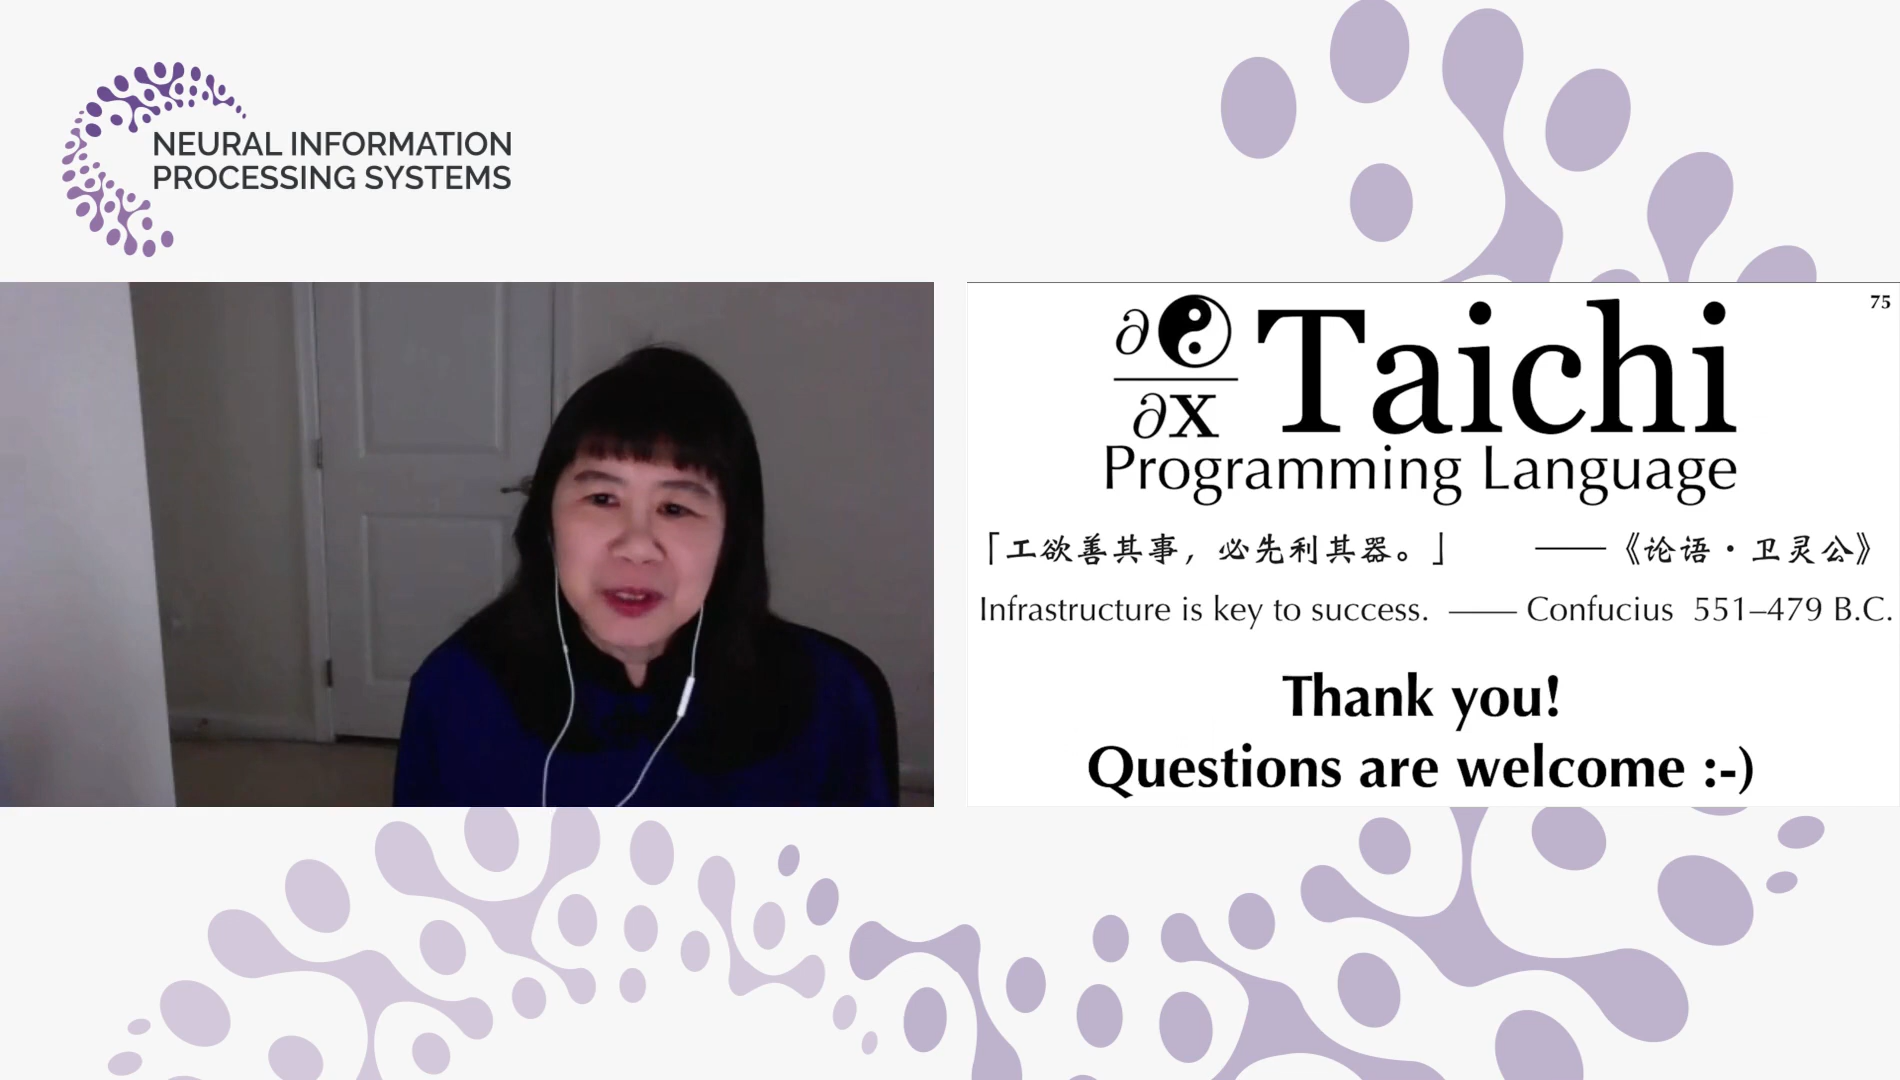 NEURAL INFORMATION
PROCESSING SYSTEMS
75
∂
∂x
Taichi
Programming Language
「工欲善其事，必先利其器。」 ——《论语·卫灵公》
Infrastructure is key to success. —— Confucius 551–479 B.C.
Thank you!
Questions are welcome :-)